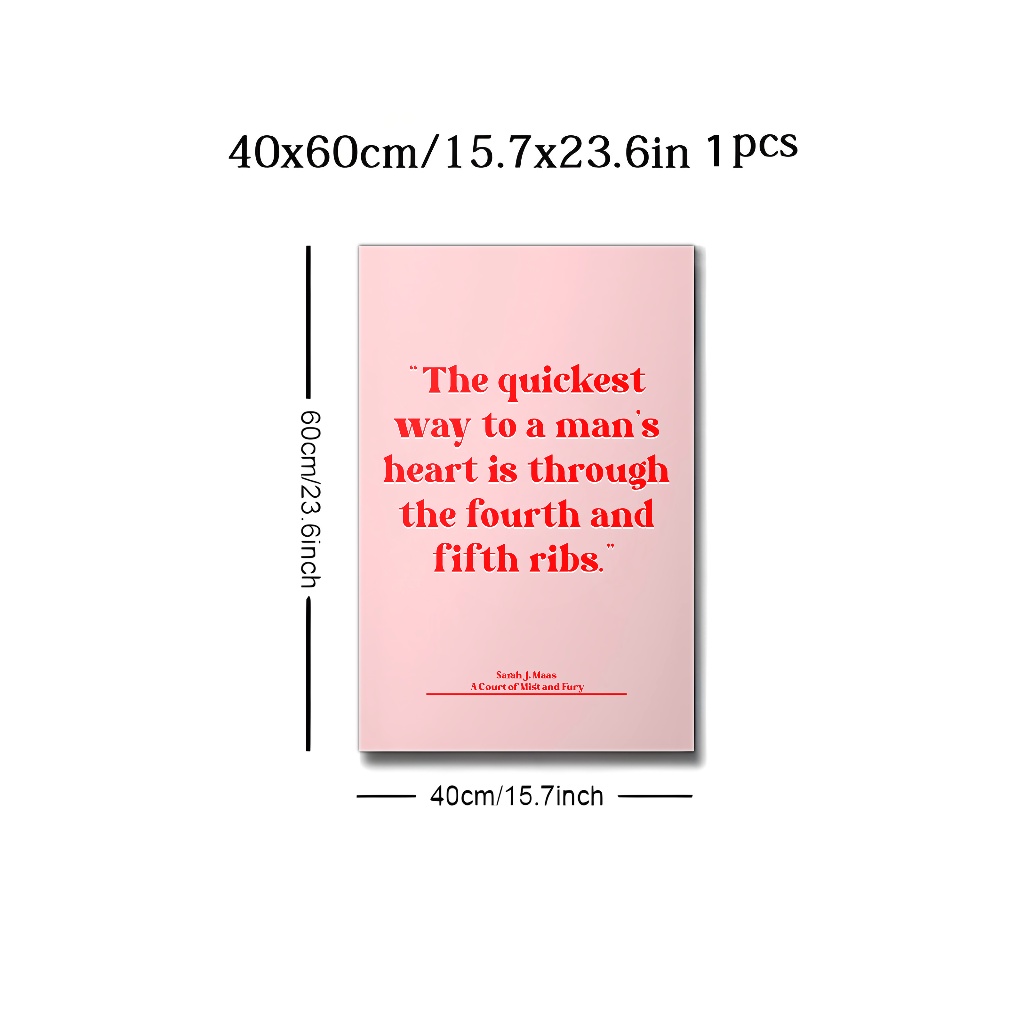 40x60cm/15.7x23.6in 1pcs
60cm/23.6inch
"The quickest
way to a man's
heart is through
the fourth and
fifth ribs."
Sarah J. Maas
A Court of Mist and Fury
40cm/15.7inch